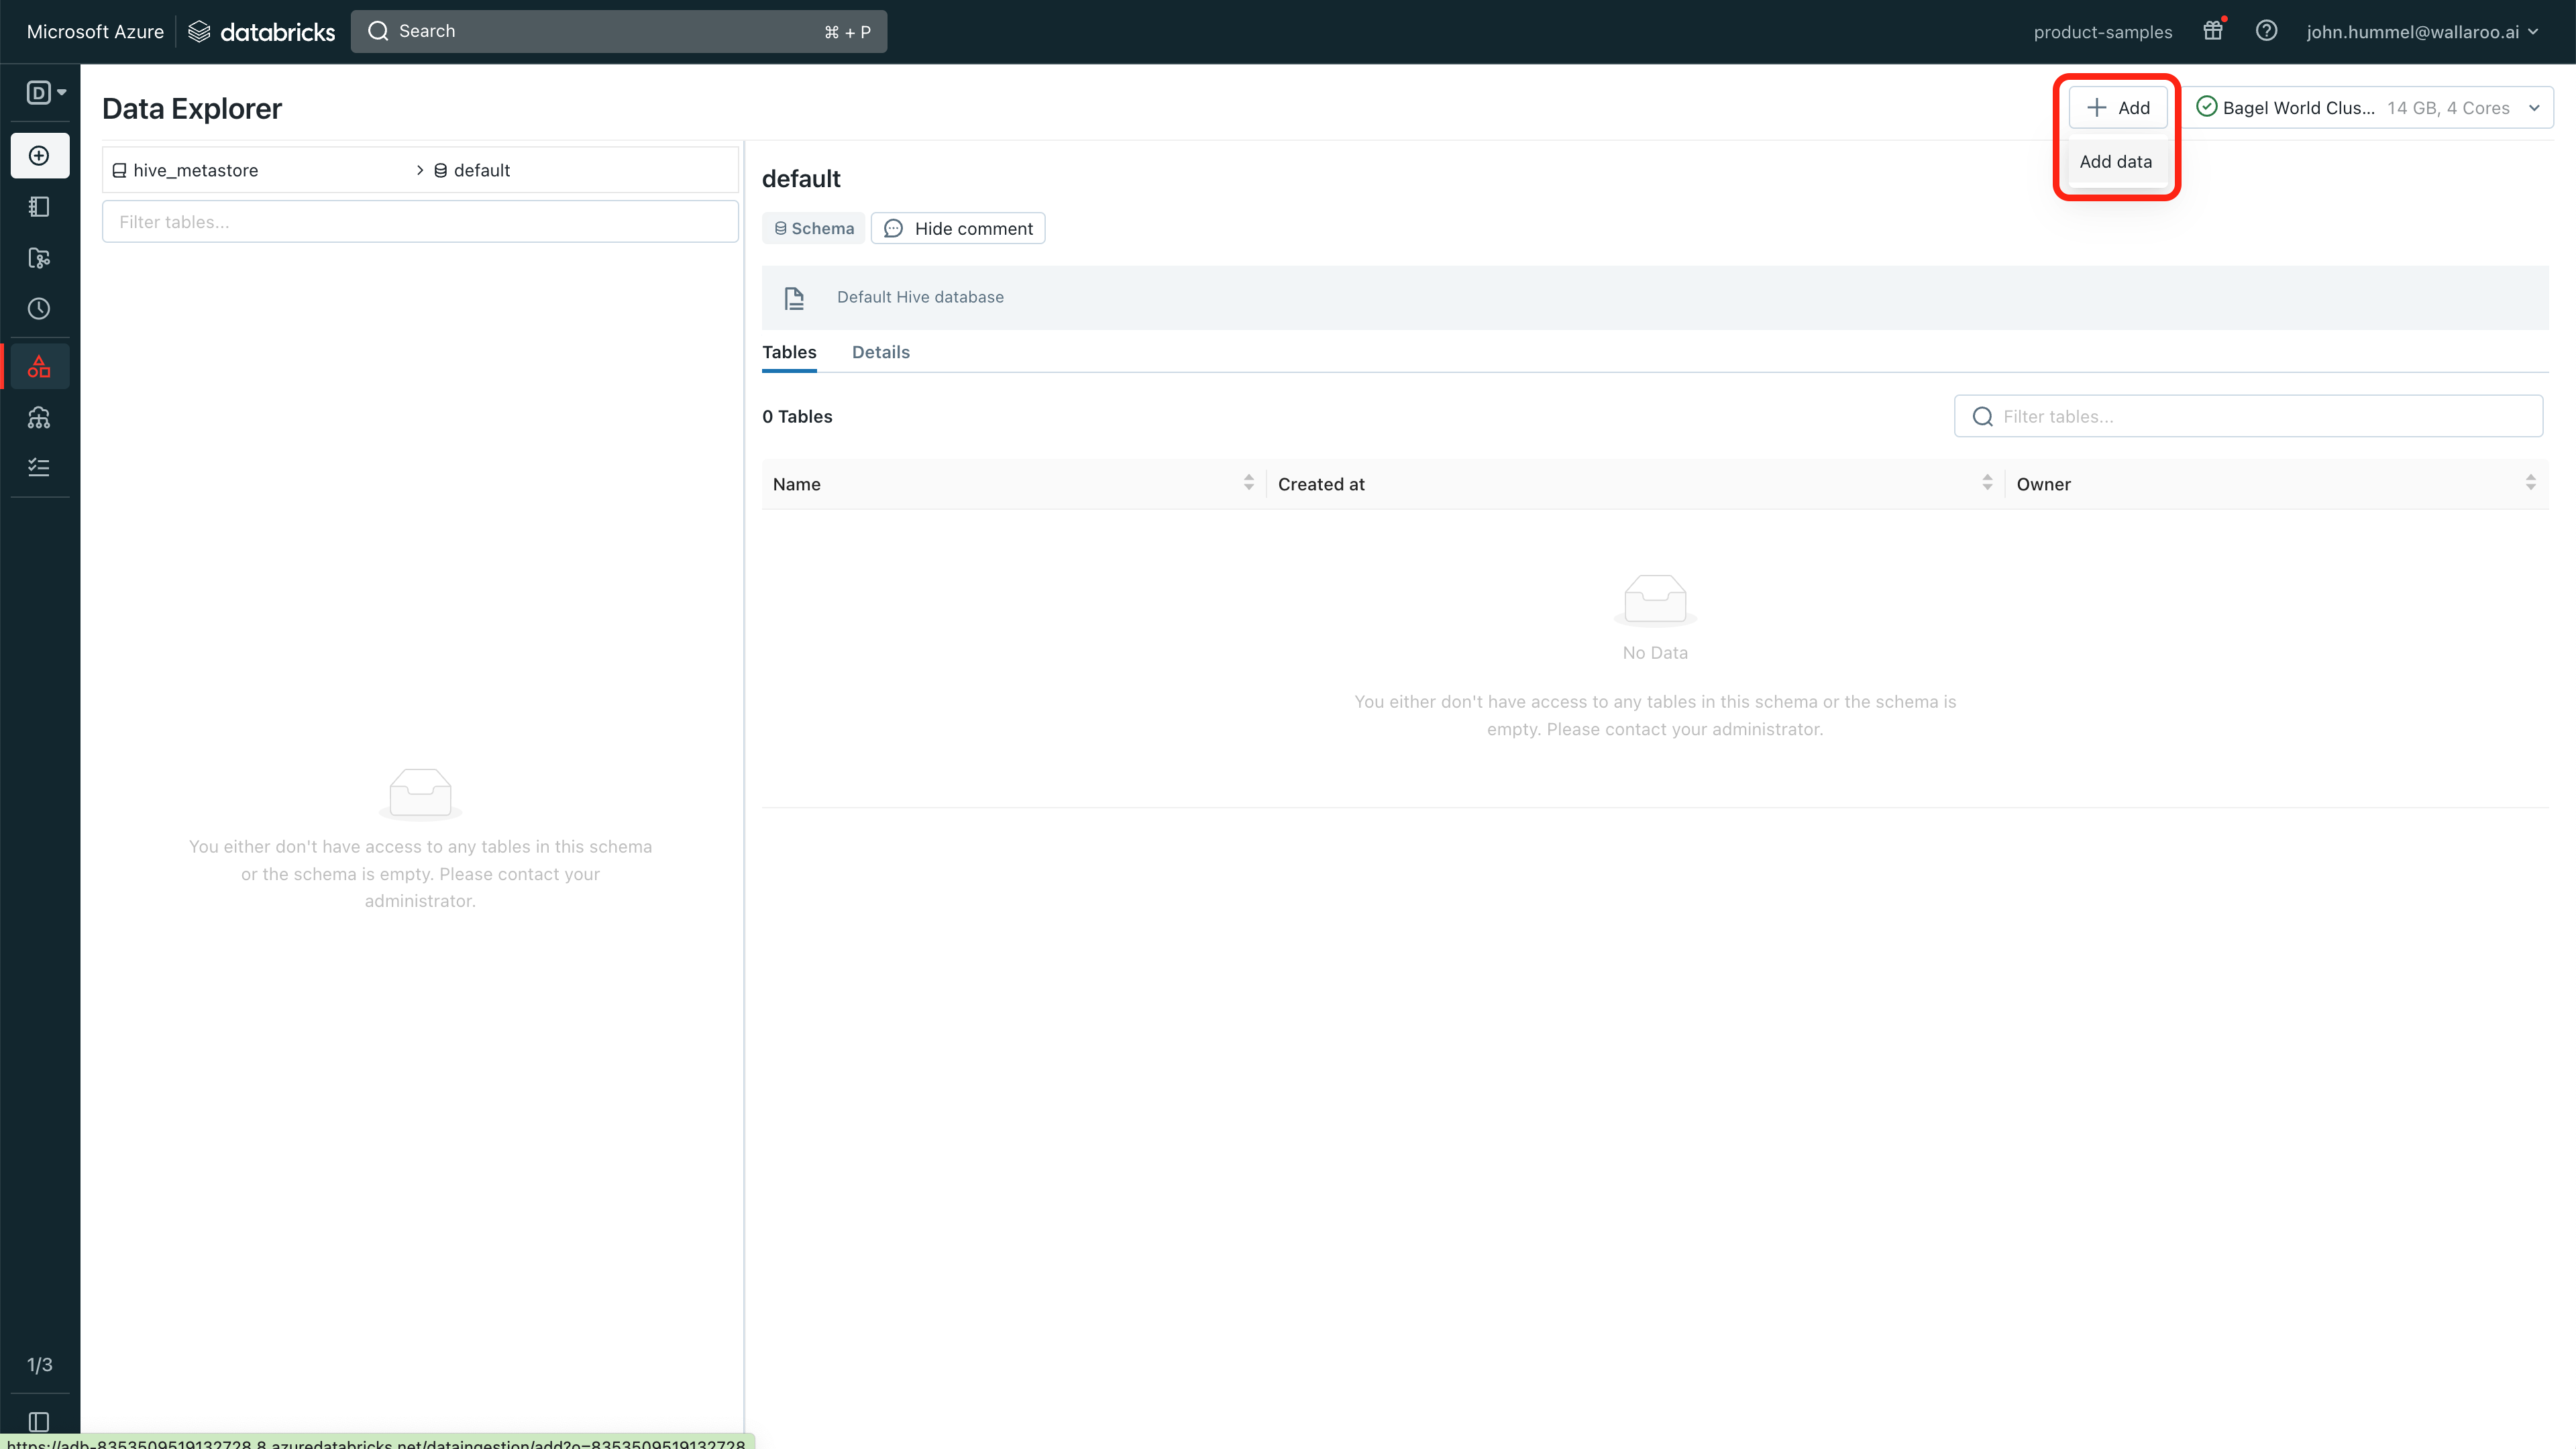 Microsoft Azure databricks Search ⌘ + P product-samples john.hummel@wallaroo.ai
D
Data Explorer
+ Add Bagel World Clus... 14 GB, 4 Cores
Add data
hive_metastore > default
Filter tables...
default
Schema Hide comment
Default Hive database
Tables Details
0 Tables Filter tables...
Name Created at Owner
No Data
You either don't have access to any tables in this schema or the schema is
empty. Please contact your administrator.
You either don't have access to any tables in this schema
or the schema is empty. Please contact your
administrator.
1/3
https://adb-8353509519132728.8.azuredatabricks.net/dataingestion/add?o=8353509519132728